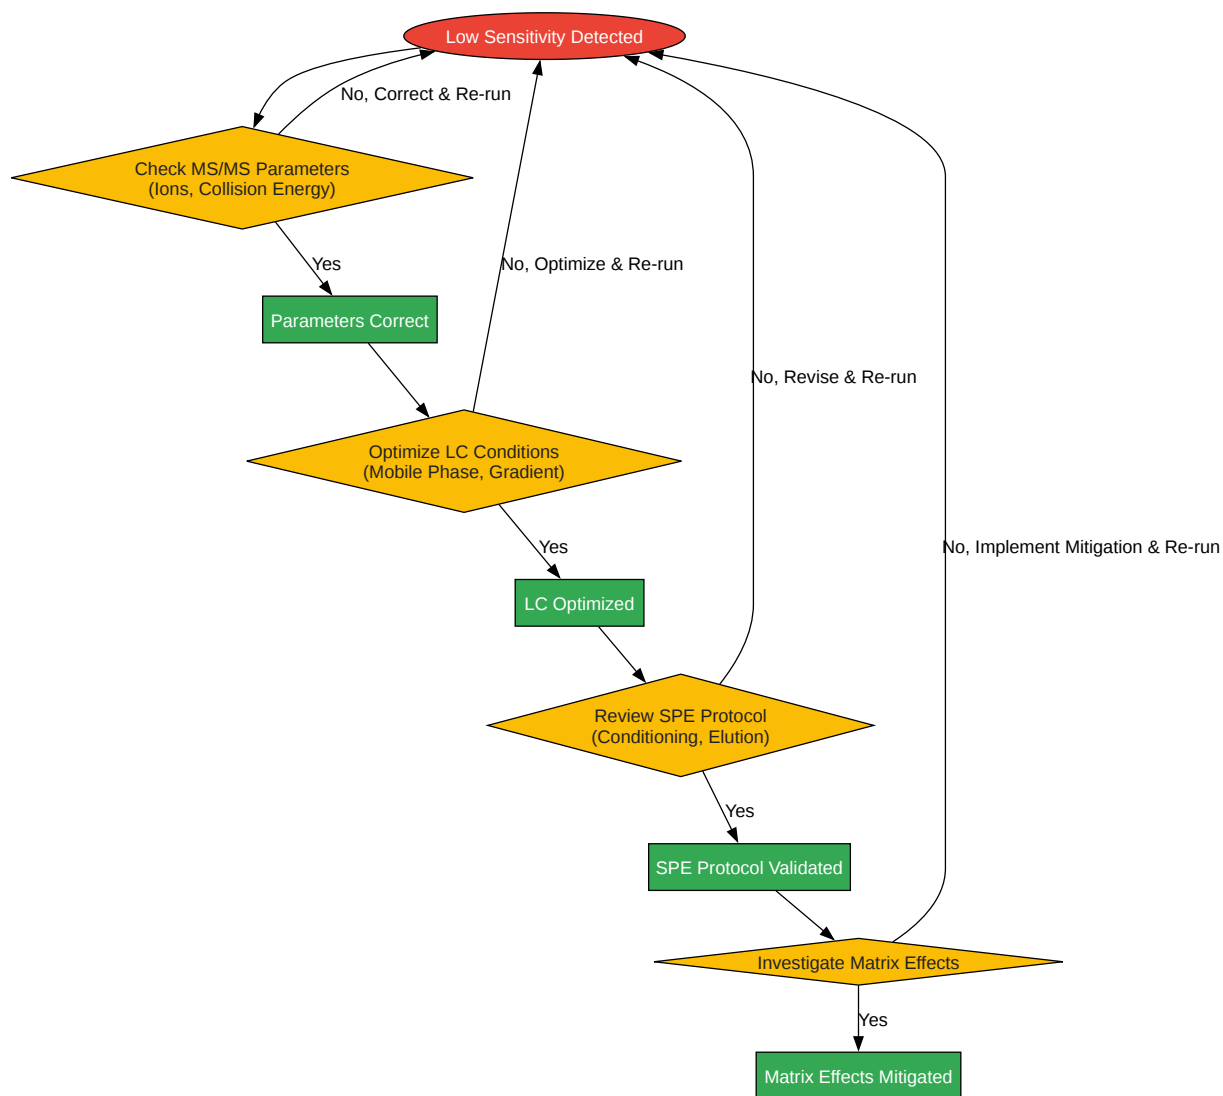 Low Sensitivity Detected
No, Correct & Re-run
Check MS/MS Parameters
(Ions, Collision Energy)
Yes
No, Optimize & Re-run
Parameters Correct
No, Revise & Re-run
Optimize LC Conditions
(Mobile Phase, Gradient)
Yes
No, Implement Mitigation & Re-run
LC Optimized
Review SPE Protocol
(Conditioning, Elution)
Yes
SPE Protocol Validated
Investigate Matrix Effects
Yes
Matrix Effects Mitigated